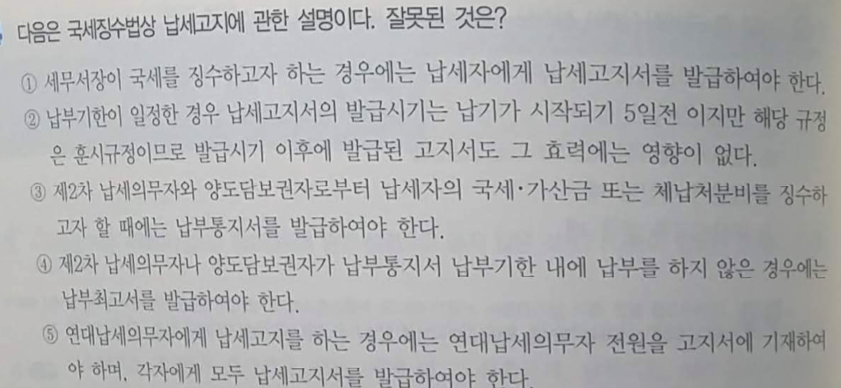 다음은 국세징수법상 납세고지에 관한 설명이다. 잘못된 것은?
① 세무서장이 국세를 징수하고자 하는 경우에는 납세자에게 납세고지서를 발급하여야 한다.
② 납부기한이 일정한 경우 납세고지서의 발급시기는 납기가 시작되기 5일전 이지만 해당 규정
은 훈시규정이므로 발급시기 이후에 발급된 고지서도 그 효력에는 영향이 없다.
③ 제2차 납세의무자와 양도담보권자로부터 납세자의 국세·가산금 또는 체납처분비를 징수하
고자 할 때에는 납부통지서를 발급하여야 한다.
④ 제2차 납세의무자나 양도담보권자가 납부통지서 납부기한 내에 납부를 하지 않은 경우에는
납부최고서를 발급하여야 한다.
⑤ 연대납세의무자에게 납세고지를 하는 경우에는 연대납세의무자 전원을 고지서에 기재하여
야 하며, 각자에게 모두 납세고지서를 발급하여야 한다.